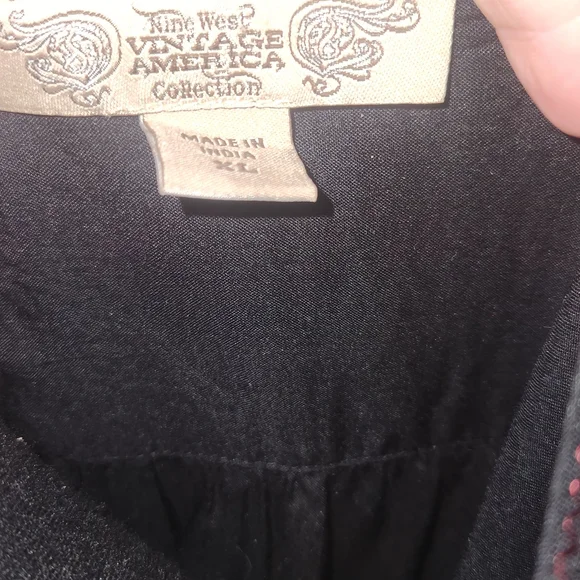 Nine West
VINTAGE
AMERICA
Collection
MADE IN
INDIA
XL